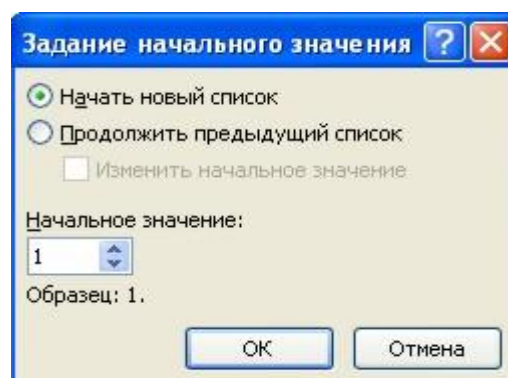 Задание начального значения
Начать новый список
Продолжить предыдущий список
Изменить начальное значение
Начальное значение:
1
Образец: 1.
ОК Отмена